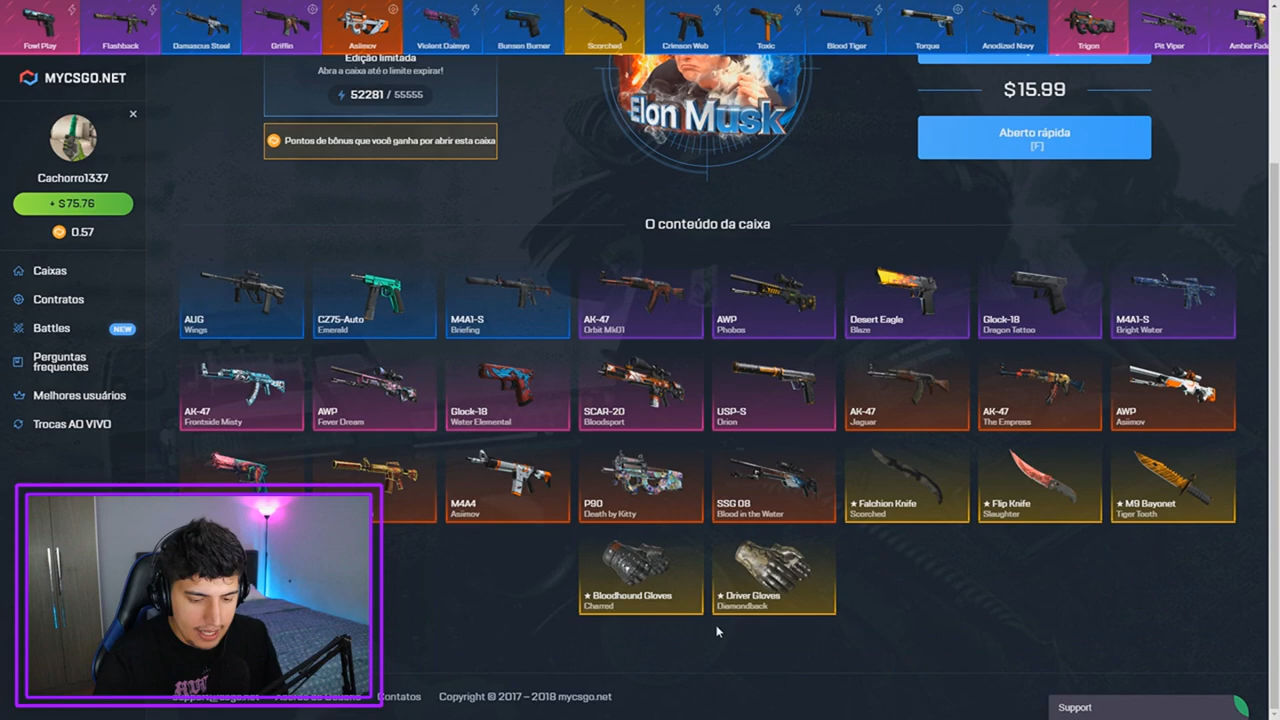 Fowl Play
Flashback
Damascus Steel
Griffin
Asiimov
Violent Daimyo
Bunsen Burner
Scorched
Crimson Web
Toxic
Blood Tiger
Torque
Anodized Navy
Trigon
Pit Viper
Amber Fade
MYCSGO.NET
Cachorro1337
+ $75.76
0.57
Caixas
Contratos
Battles NEW
Perguntas
frequentes
Melhores usuários
Trocas AO VIVO
Edição limitada
Abra a caixa até o limite expirar!
52281 / 55555
Pontos de bônus que você ganha por abrir esta caixa
Elon Musk
$15.99
Aberto rápida
[F]
O conteúdo da caixa
AUG
Wings
CZ75-Auto
Emerald
M4A1-S
Briefing
AK-47
Orbit Mk01
AWP
Phobos
Desert Eagle
Blaze
Glock-18
Dragon Tattoo
M4A1-S
Bright Water
AK-47
Frontside Misty
AWP
Fever Dream
Glock-18
Water Elemental
SCAR-20
Bloodsport
USP-S
Orion
AK-47
Jaguar
AK-47
The Empress
AWP
Asiimov
M4A4
Asiimov
P90
Death by Kitty
SSG 08
Blood in the Water
★ Falchion Knife
Scorched
★ Flip Knife
Slaughter
★ M9 Bayonet
Tiger Tooth
★ Bloodhound Gloves
Charred
★ Driver Gloves
Diamondback
Contatos
Copyright © 2017 – 2018 mycsgo.net
Support